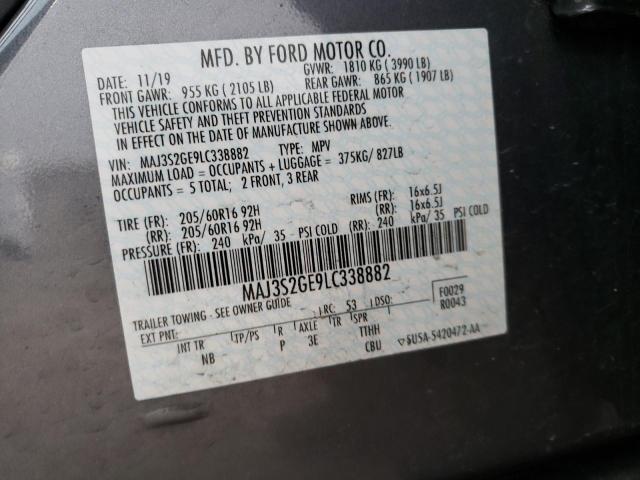 MFD. BY FORD MOTOR CO.
DATE: 11/19 GVWR: 1810 KG ( 3990 LB)
FRONT GAWR: 955 KG ( 2105 LB) REAR GAWR: 865 KG ( 1907 LB)
THIS VEHICLE CONFORMS TO ALL APPLICABLE FEDERAL MOTOR
VEHICLE SAFETY AND THEFT PREVENTION STANDARDS
IN EFFECT ON THE DATE OF MANUFACTURE SHOWN ABOVE.
VIN: MAJ3S2GE9LC338882 TYPE: MPV
MAXIMUM LOAD = OCCUPANTS + LUGGAGE = 375KG/ 827LB
OCCUPANTS = 5 TOTAL; 2 FRONT, 3 REAR
TIRE (FR): 205/60R16 92H RIMS (FR): 16x6.5J
(RR): 205/60R16 92H (RR): 16x6.5J
PRESSURE (FR): 240 kPa/ 35 PSI COLD (RR): 240 kPa/ 35 PSI COLD
MAJ3S2GE9LC338882
TRAILER TOWING - SEE OWNER GUIDE
EXT PNT: RC: 53 DSO: F0029
R0043
INT TR TP/PS R AXLE TR SPR
NB P 3E TTHH
CBU 5U5A-5420472-AA